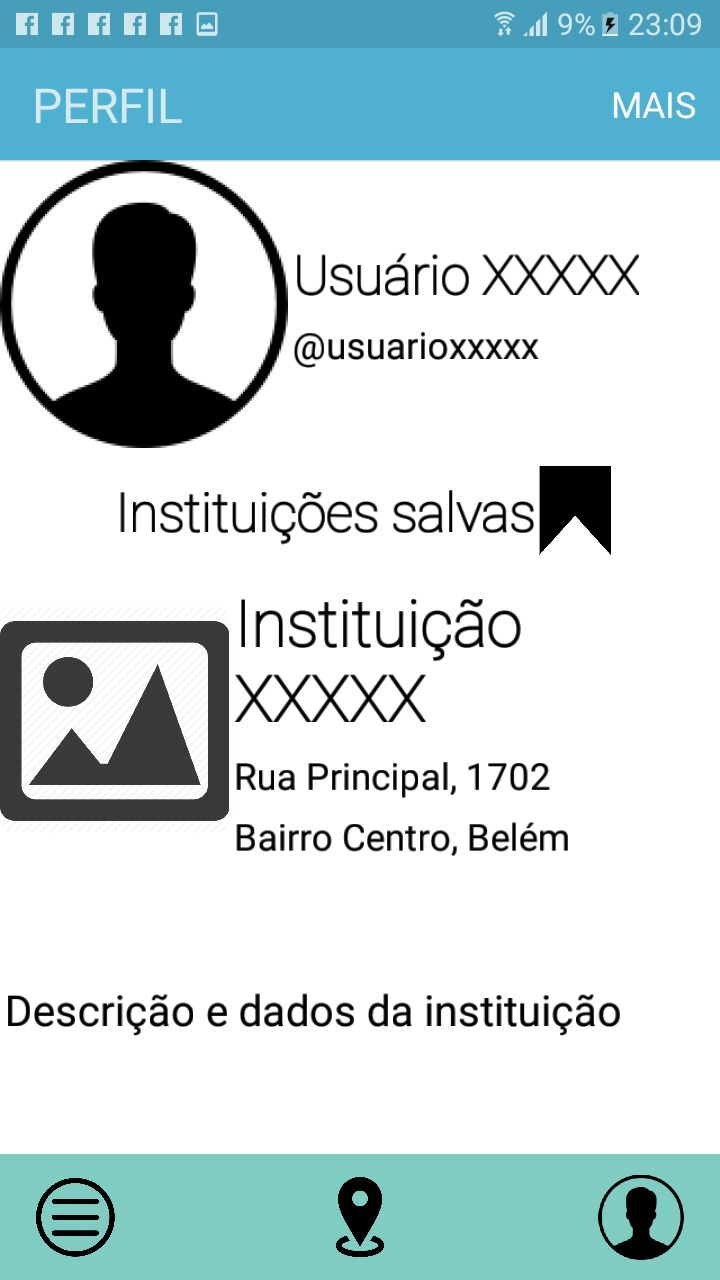 9% 23:09
PERFIL MAIS
Usuário XXXXX
@usuarioxxxxx
Instituições salvas
Instituição
XXXXX
Rua Principal, 1702
Bairro Centro, Belém
Descrição e dados da instituição